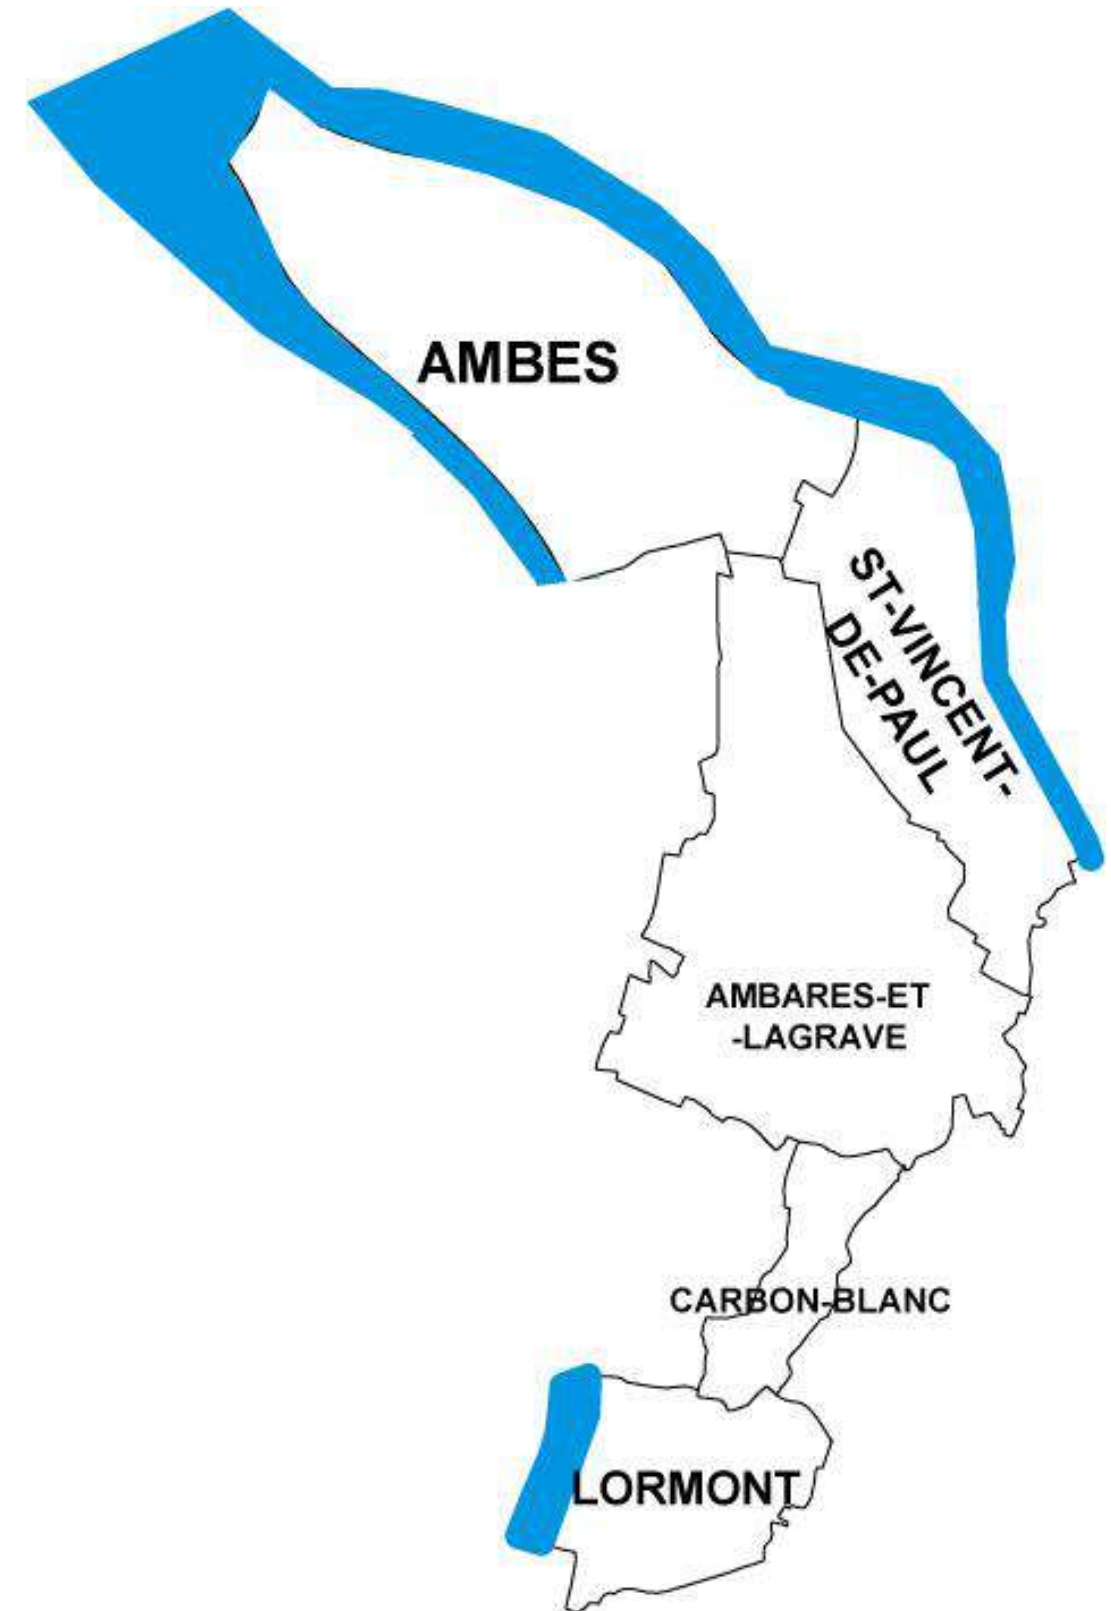 AMBES
ST-VINCENT-
DE-PAUL
AMBARES-ET
-LAGRAVE
CARBON-BLANC
LORMONT